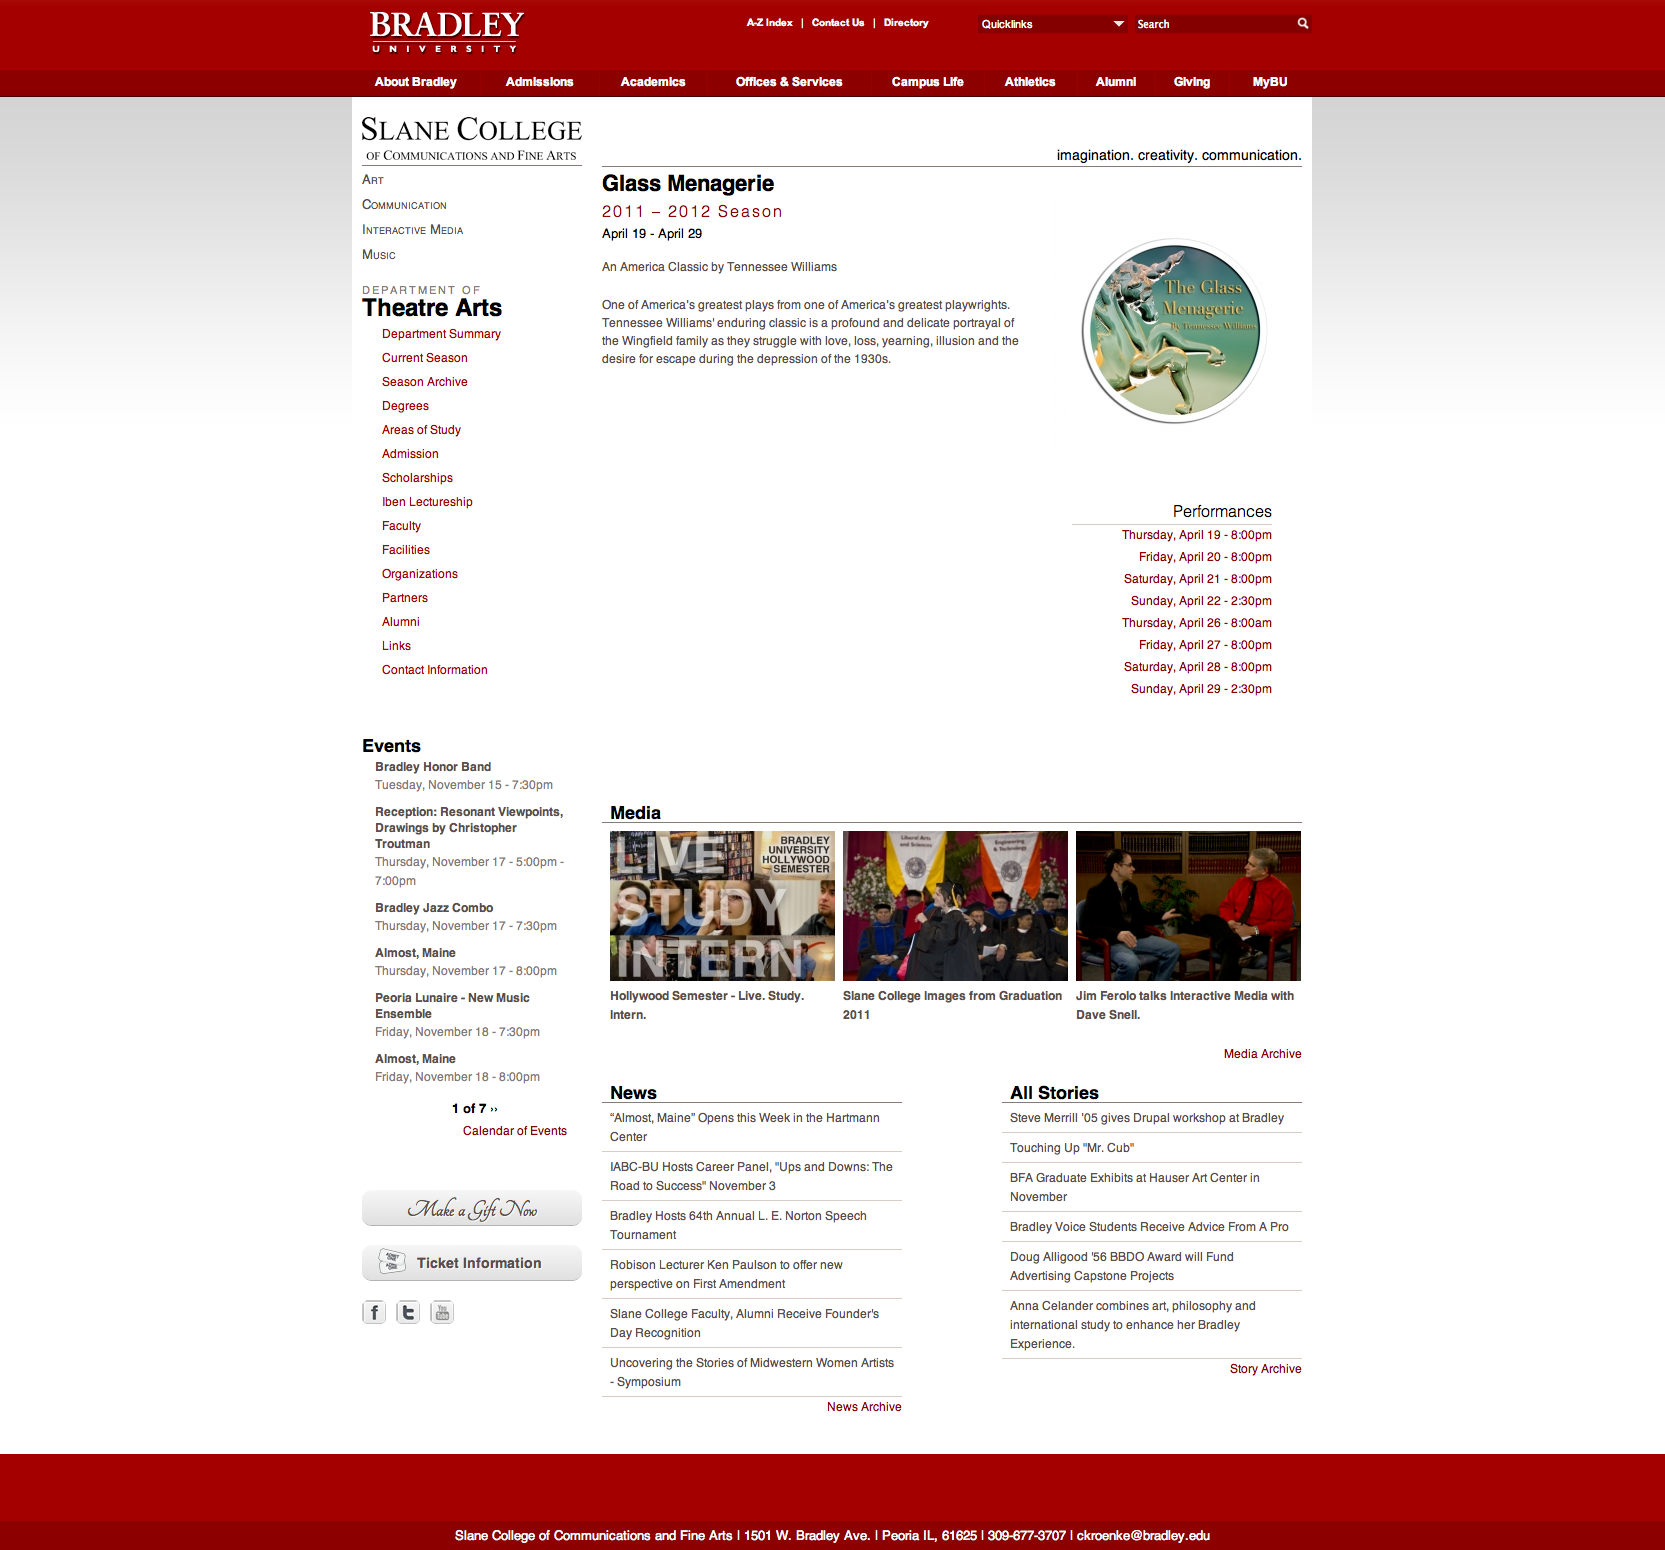 BRADLEY
UNIVERSITY
A-Z Index | Contact Us | Directory
Quicklinks
Search
About Bradley
Admissions
Academics
Offices & Services
Campus Life
Athletics
Alumni
Giving
MyBU
SLANE COLLEGE
OF COMMUNICATIONS AND FINE ARTS
imagination. creativity. communication.
ART
COMMUNICATION
INTERACTIVE MEDIA
MUSIC
DEPARTMENT OF
Theatre Arts
Department Summary
Current Season
Season Archive
Degrees
Areas of Study
Admission
Scholarships
Iben Lectureship
Faculty
Facilities
Organizations
Partners
Alumni
Links
Contact Information
Glass Menagerie
2011 – 2012 Season
April 19 - April 29
An America Classic by Tennessee Williams
One of America's greatest plays from one of America's greatest playwrights.
Tennessee Williams' enduring classic is a profound and delicate portrayal of
the Wingfield family as they struggle with love, loss, yearning, illusion and the
desire for escape during the depression of the 1930s.
The Glass
Menagerie
By Tennessee Williams
Performances
Thursday, April 19 - 8:00pm
Friday, April 20 - 8:00pm
Saturday, April 21 - 8:00pm
Sunday, April 22 - 2:30pm
Thursday, April 26 - 8:00am
Friday, April 27 - 8:00pm
Saturday, April 28 - 8:00pm
Sunday, April 29 - 2:30pm
Events
Bradley Honor Band
Tuesday, November 15 - 7:30pm
Reception: Resonant Viewpoints,
Drawings by Christopher
Troutman
Thursday, November 17 - 5:00pm -
7:00pm
Bradley Jazz Combo
Thursday, November 17 - 7:30pm
Almost, Maine
Thursday, November 17 - 8:00pm
Peoria Lunaire - New Music
Ensemble
Friday, November 18 - 7:30pm
Almost, Maine
Friday, November 18 - 8:00pm
1 of 7 ››
Calendar of Events
Make a Gift Now
Ticket Information
f
t
You
Tube
Media
LIVE
STUDY
INTERN
BRADLEY
UNIVERSITY
HOLLYWOOD
SEMESTER
Liberal Arts
and Sciences
Engineering
& Technology
Hollywood Semester - Live. Study.
Intern.
Slane College Images from Graduation
2011
Jim Ferolo talks Interactive Media with
Dave Snell.
Media Archive
News
“Almost, Maine” Opens this Week in the Hartmann
Center
IABC-BU Hosts Career Panel, "Ups and Downs: The
Road to Success" November 3
Bradley Hosts 64th Annual L. E. Norton Speech
Tournament
Robison Lecturer Ken Paulson to offer new
perspective on First Amendment
Slane College Faculty, Alumni Receive Founder's
Day Recognition
Uncovering the Stories of Midwestern Women Artists
- Symposium
News Archive
All Stories
Steve Merrill '05 gives Drupal workshop at Bradley
Touching Up "Mr. Cub"
BFA Graduate Exhibits at Hauser Art Center in
November
Bradley Voice Students Receive Advice From A Pro
Doug Alligood '56 BBDO Award will Fund
Advertising Capstone Projects
Anna Celander combines art, philosophy and
international study to enhance her Bradley
Experience.
Story Archive
Slane College of Communications and Fine Arts | 1501 W. Bradley Ave. | Peoria IL, 61625 | 309-677-3707 | ckroenke@bradley.edu